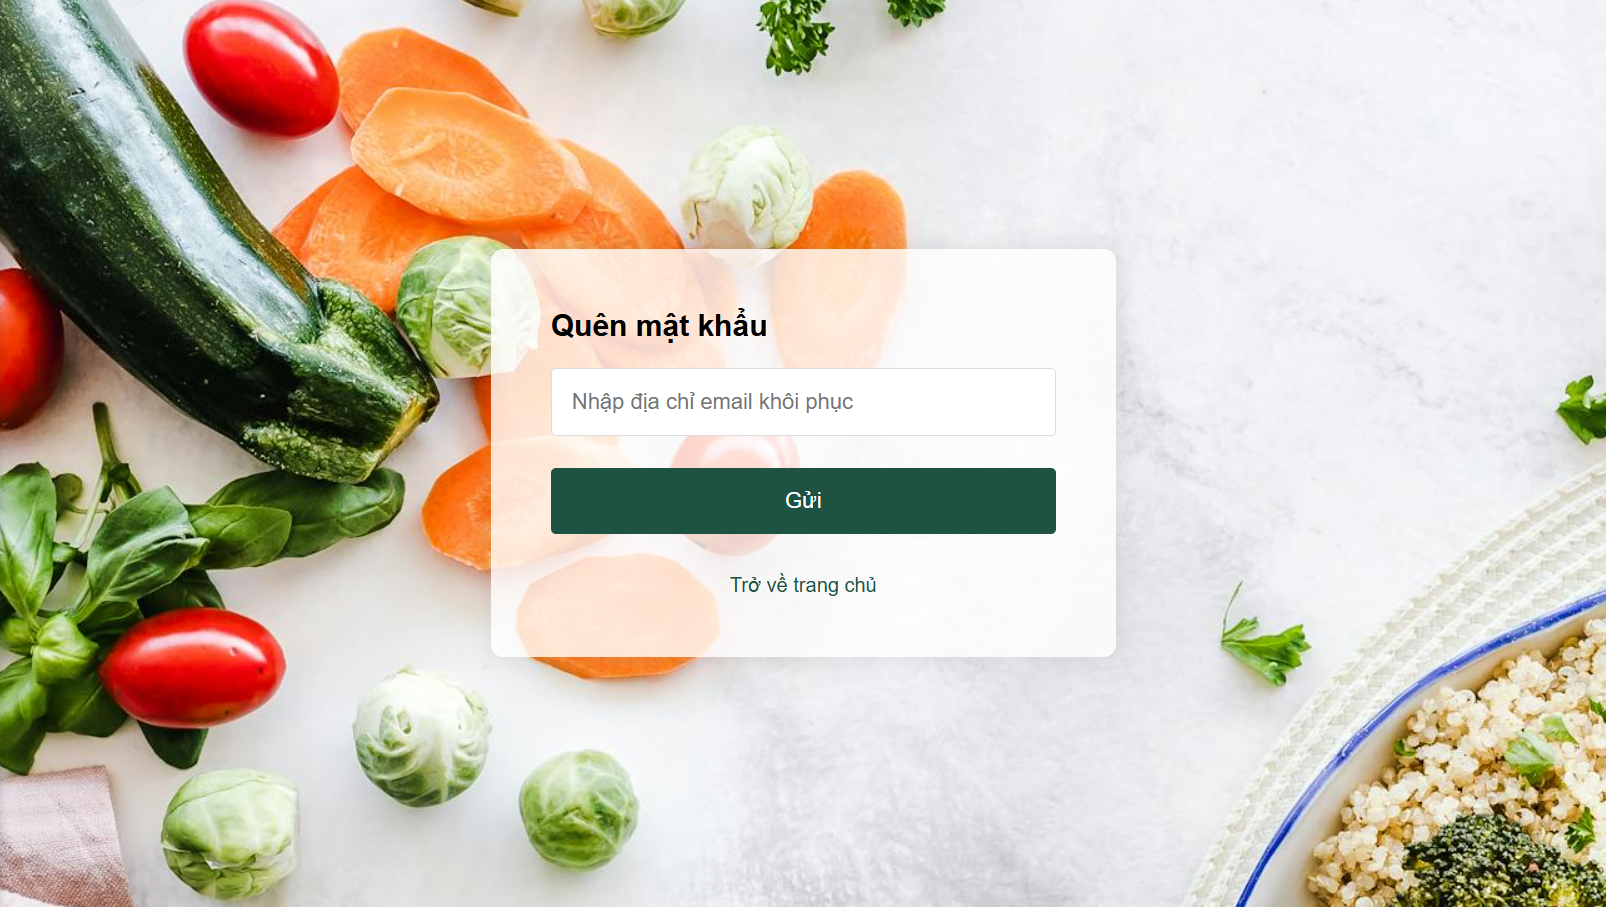 Quên mật khẩu
Nhập địa chỉ email khôi phục
Gửi
Trở về trang chủ